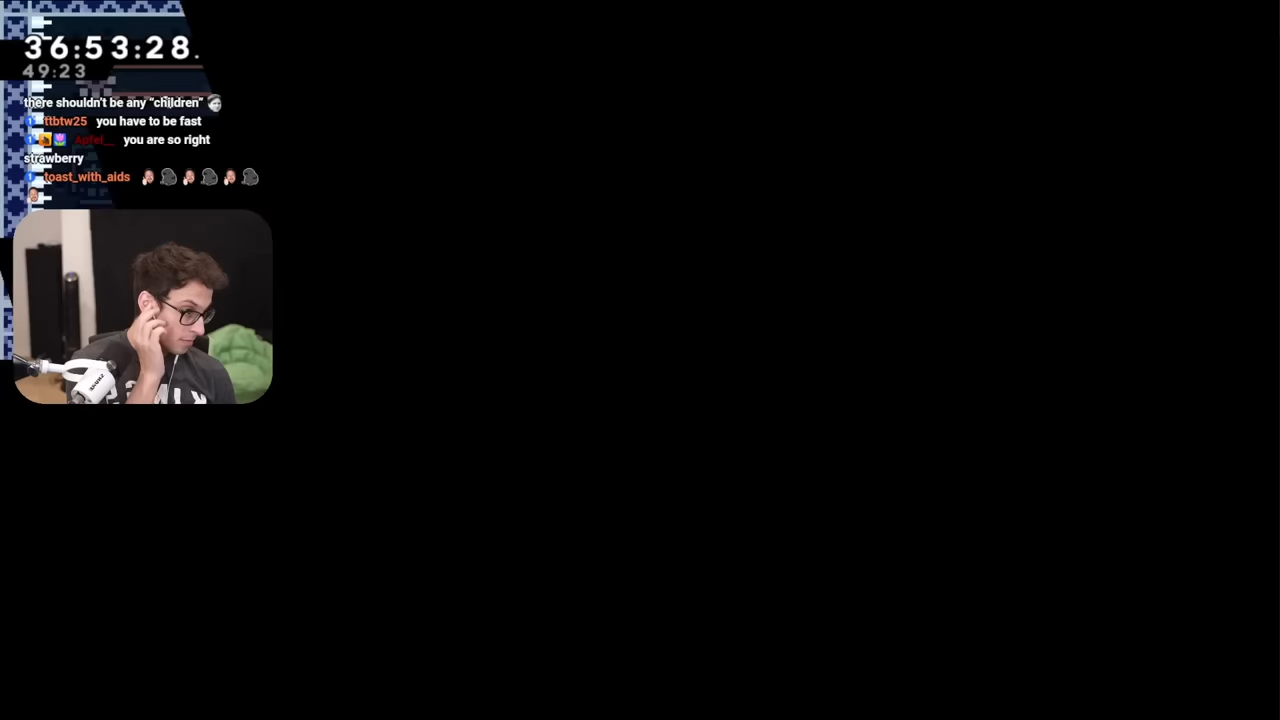 36:53:28.
49:23
there shouldn't be any "children"
ttbtw25 you have to be fast
Apfel__ you are so right
strawberry
toast_with_aids